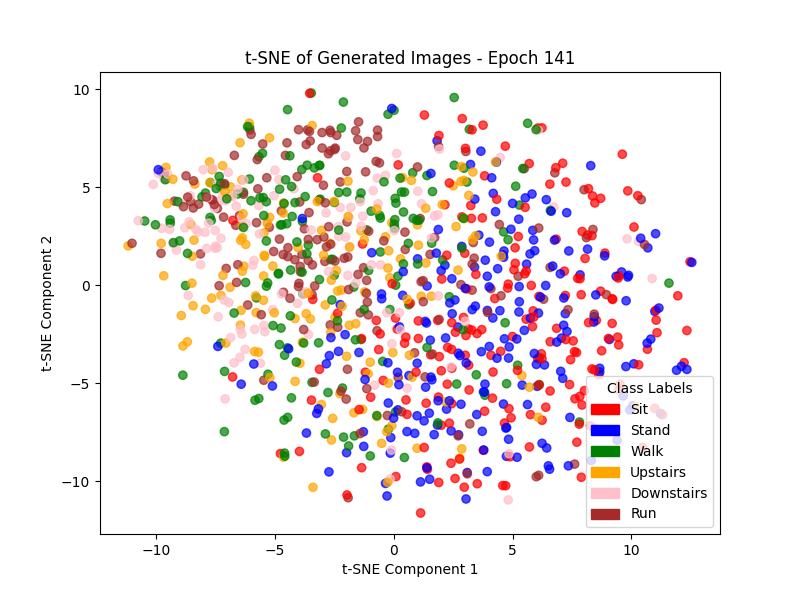 t-SNE of Generated Images - Epoch 141
10
5
0
−5
−10
t-SNE Component 2
Class Labels
Sit
Stand
Walk
Upstairs
Downstairs
Run
−10
−5
0
5
10
t-SNE Component 1